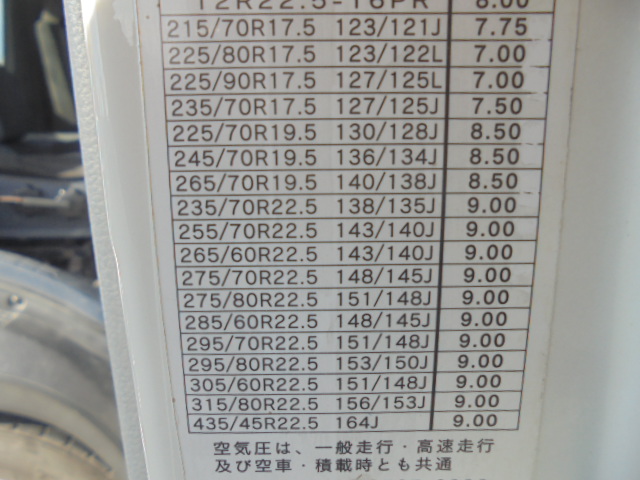 12R22.5-16PR 8.00
215/70R17.5 123/121J 7.75
225/80R17.5 123/122L 7.00
225/90R17.5 127/125L 7.00
235/70R17.5 127/125J 7.50
225/70R19.5 130/128J 8.50
245/70R19.5 136/134J 8.50
265/70R19.5 140/138J 8.50
235/70R22.5 138/135J 9.00
255/70R22.5 143/140J 9.00
265/60R22.5 143/140J 9.00
275/70R22.5 148/145J 9.00
275/80R22.5 151/148J 9.00
285/60R22.5 148/145J 9.00
295/70R22.5 151/148J 9.00
295/80R22.5 153/150J 9.00
305/60R22.5 151/148J 9.00
315/80R22.5 156/153J 9.00
435/45R22.5 164J 9.00
空気圧は、一般走行・高速走行
及び空車・積載時とも共通